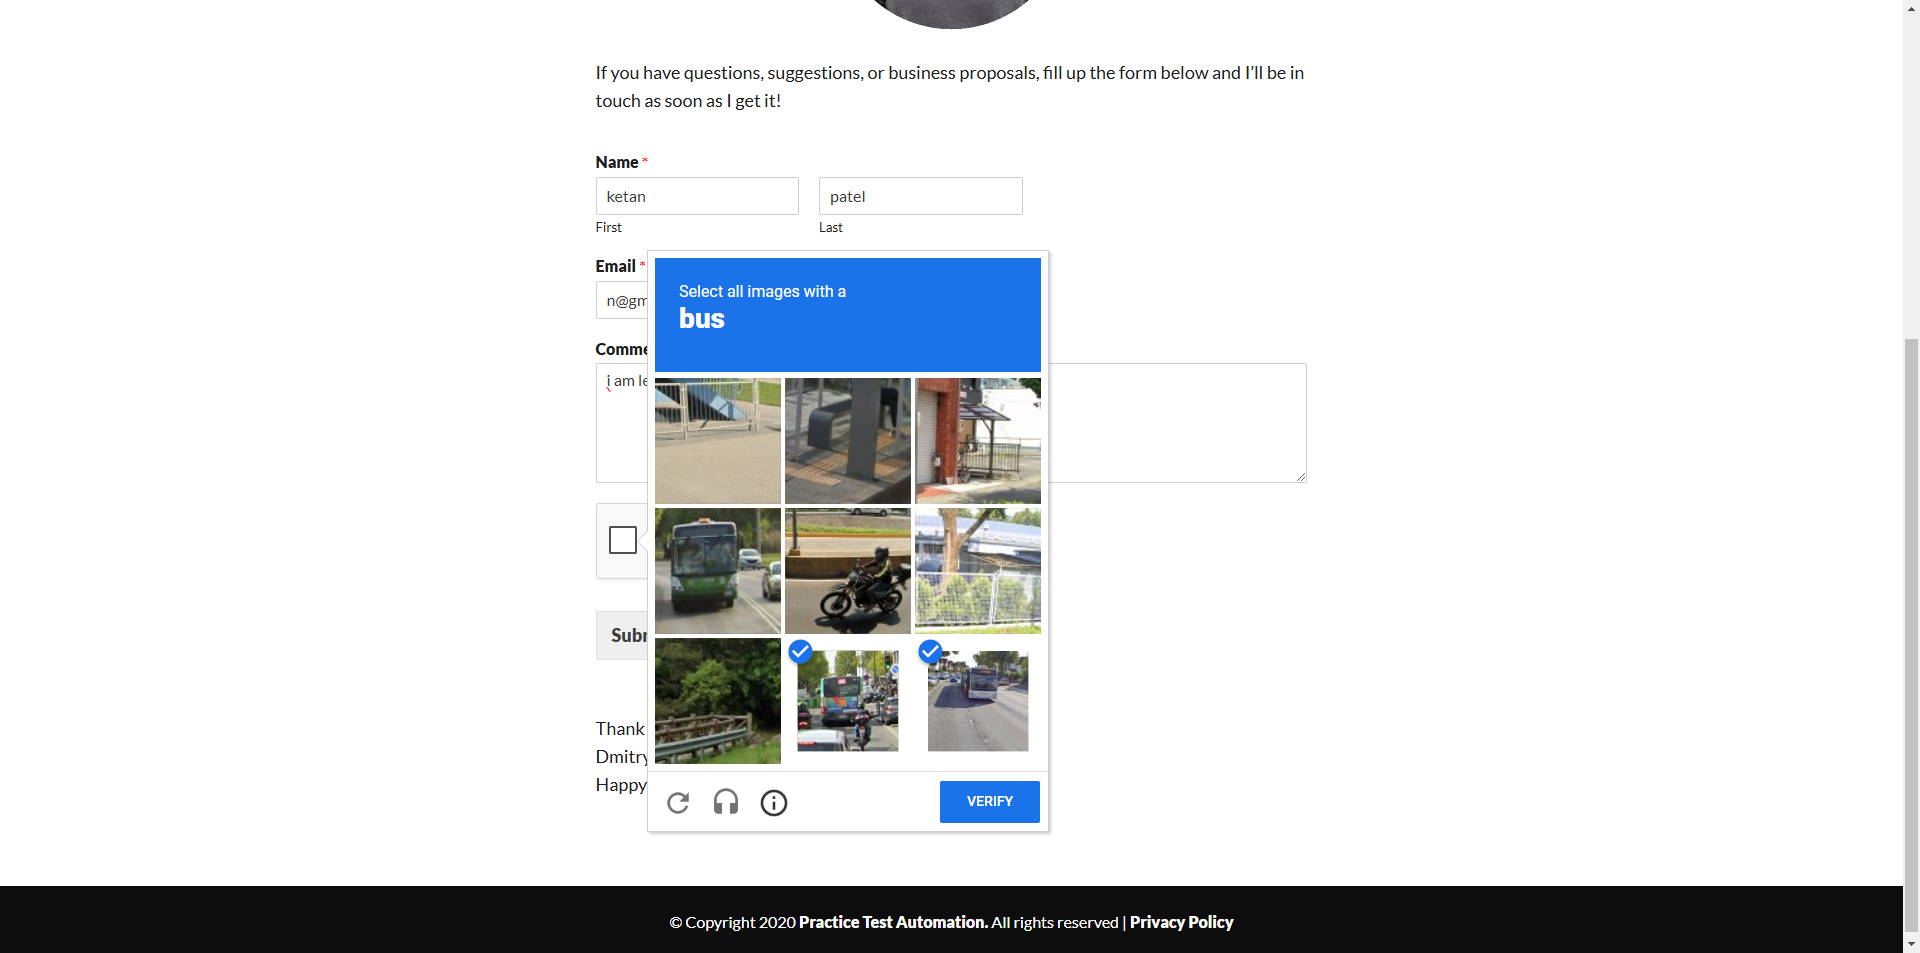 If you have questions, suggestions, or business proposals, fill up the form below and I’ll be in
touch as soon as I get it!
Name *
ketan
patel
First
Last
Email *
n@gm
Select all images with a
bus
Comme
i am le
Subr
Thank
Dmitry
Happy
VERIFY
© Copyright 2020 Practice Test Automation. All rights reserved | Privacy Policy